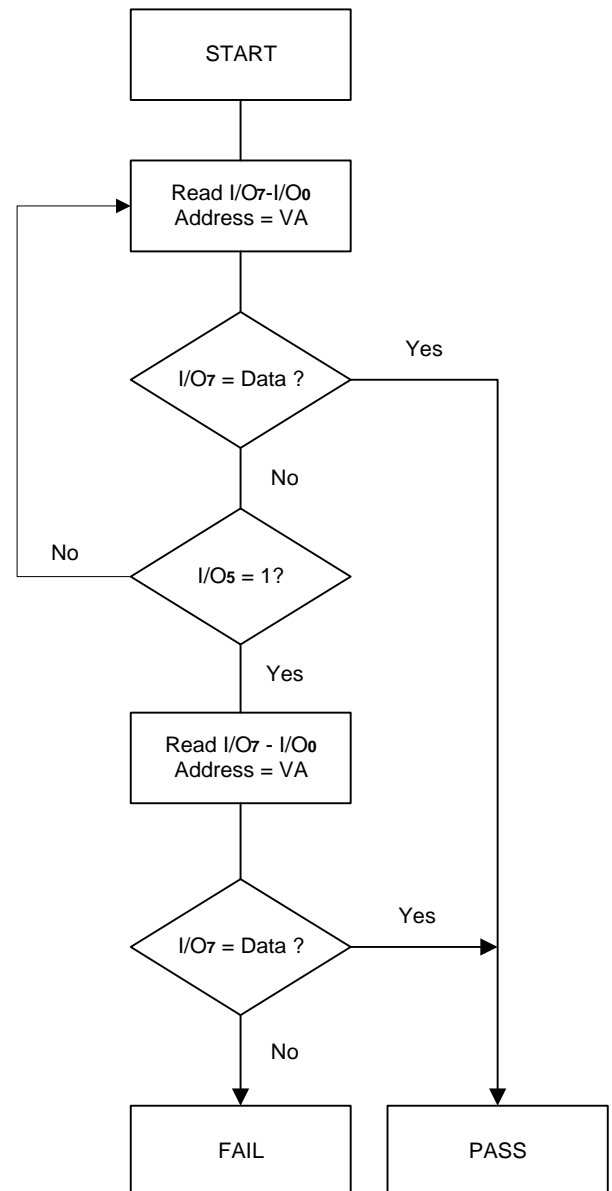 START
Read I/O7-I/O0
Address = VA
I/O7 = Data ?
Yes
No
I/O5 = 1?
No
Yes
Read I/O7 - I/O0
Address = VA
I/O7 = Data ?
Yes
No
FAIL
PASS